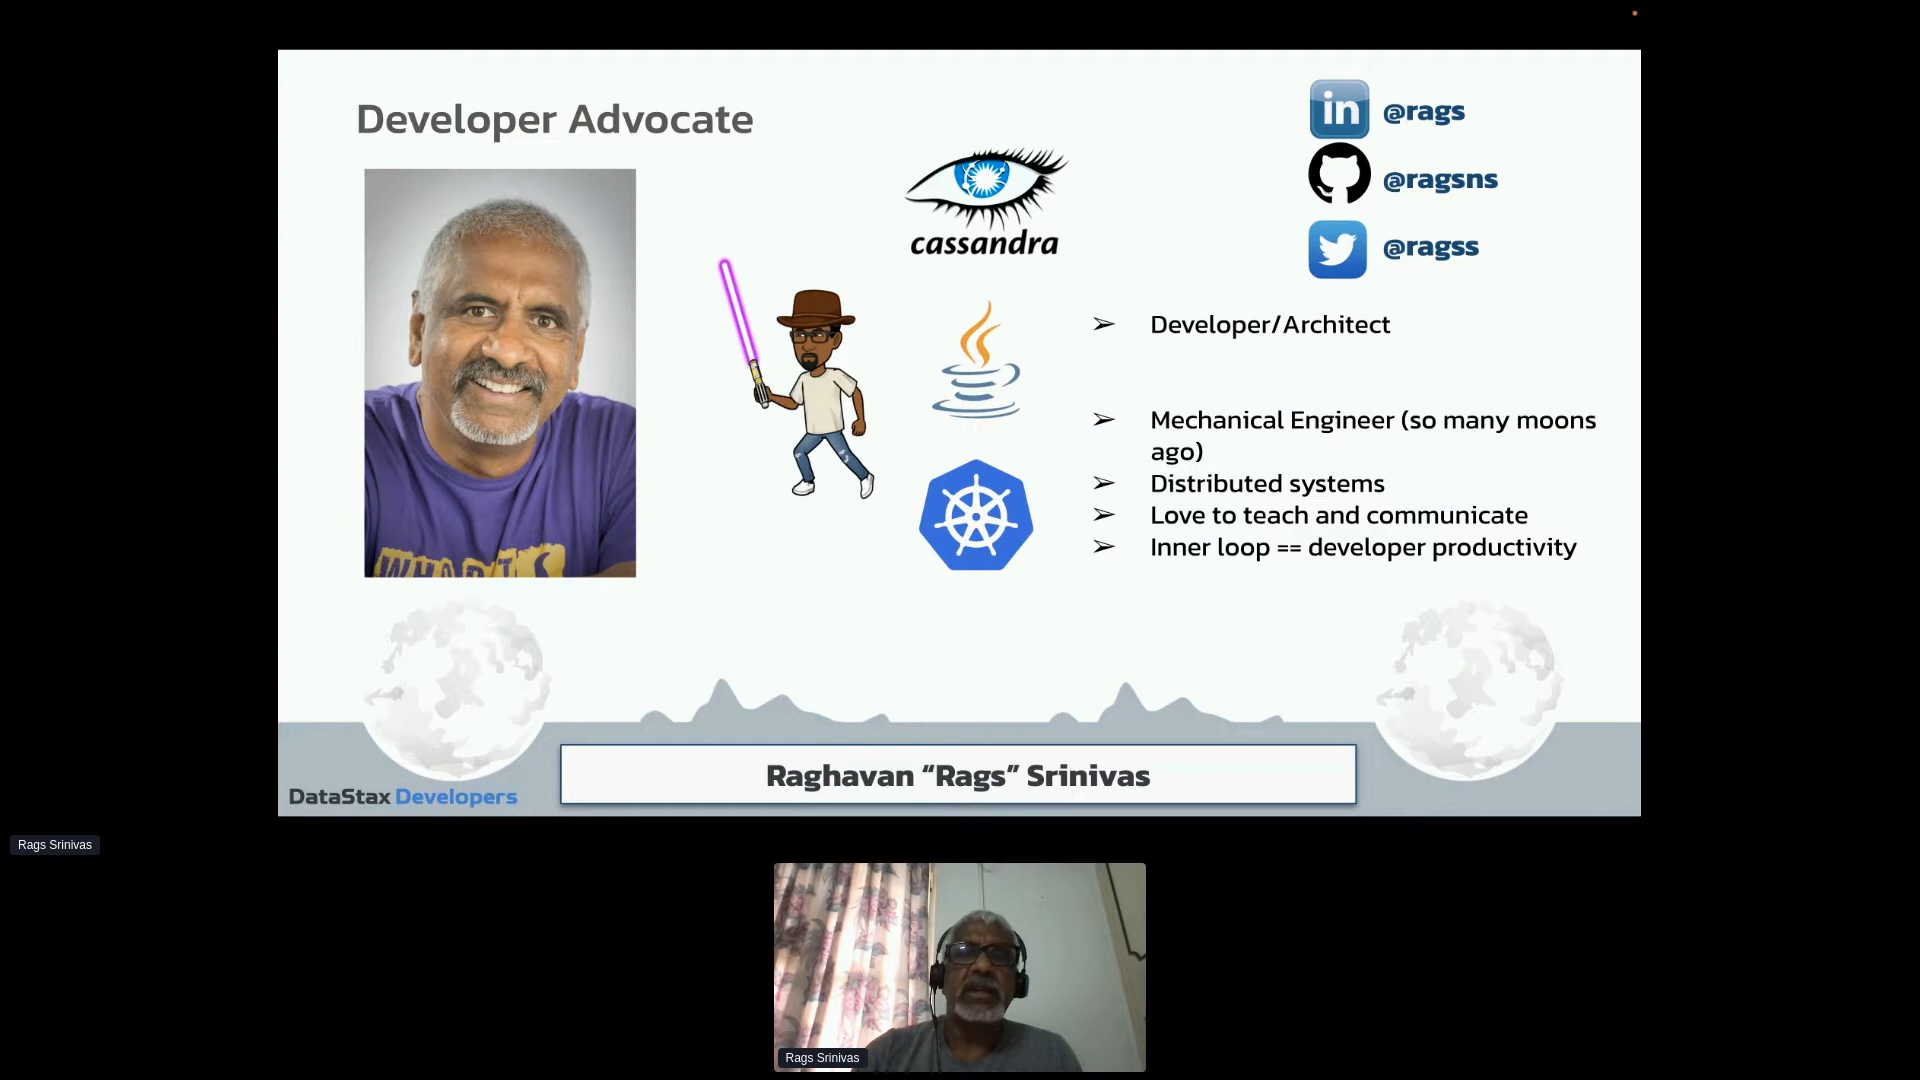 Developer Advocate
@rags
@ragsns
@ragss
cassandra
➢ Developer/Architect
➢ Mechanical Engineer (so many moons
ago)
➢ Distributed systems
➢ Love to teach and communicate
➢ Inner loop == developer productivity
Raghavan “Rags” Srinivas
DataStax Developers
Rags Srinivas
Rags Srinivas